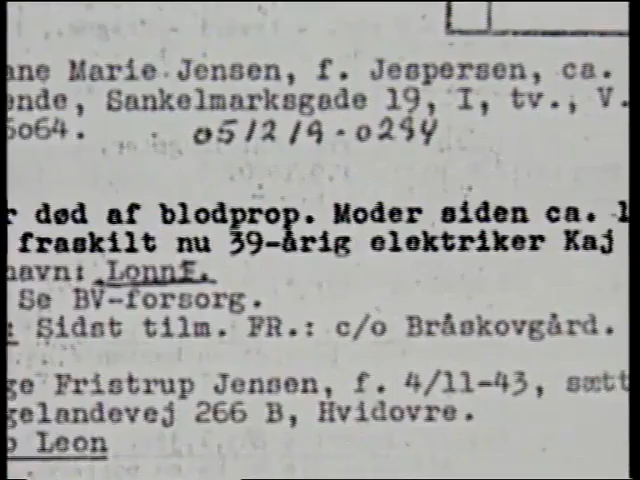 ane Marie Jensen, f. Jespersen, ca.
ende, Sankelmarksgade 19, I, tv., V.
5064. 051219-0294
r død af blodprop. Moder siden ca. 1
fraskilt nu 39-årig elektriker Kaj
navn: Lonnf.
Se BV-forsorg.
: Sidst tilm. FR.: c/o Bråskovgård.
ge Fristrup Jensen, f. 4/11-43, sætt
gelandevej 266 B, Hvidovre.
o Leon